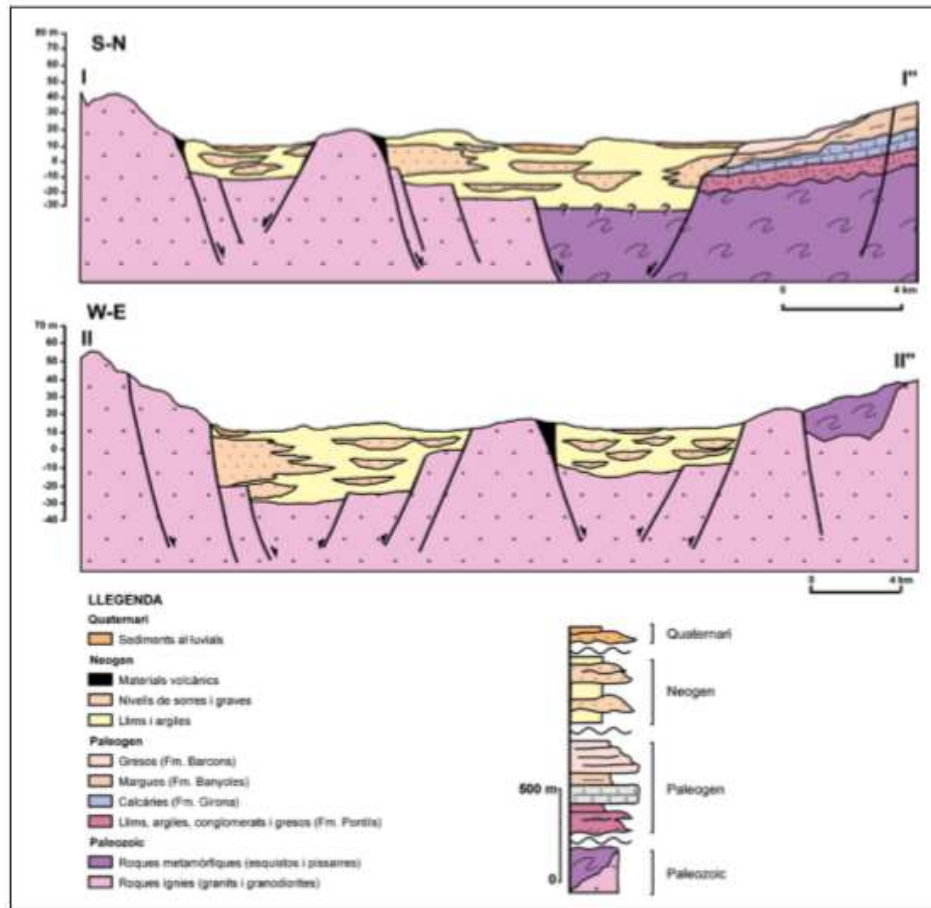 80 m
S-N
70
60
50
I
I''
40
30
20
10
0
-10
-20
-30
? ? ? ?
0 4 km
W-E
70 m
II
II''
60
50
40
30
20
10
0
-10
-20
-30
-40
0 4 km
LLEGENDA
Quaternari
Sediments al·luvials
Neogen
Materials volcànics
Nivells de sorres i graves
Llims i argiles
Paleogen
Gresos (Fm. Barcons)
Margues (Fm. Banyoles)
Calcàries (Fm. Girona)
Llims, argiles, conglomerats i gresos (Fm. Pontils)
Paleozoic
Roques metamòrfiques (esquistos i pissarres)
Roques ígnies (granits i granodiorites)
Quaternari
Neogen
Paleogen
500 m
0
Paleozoic